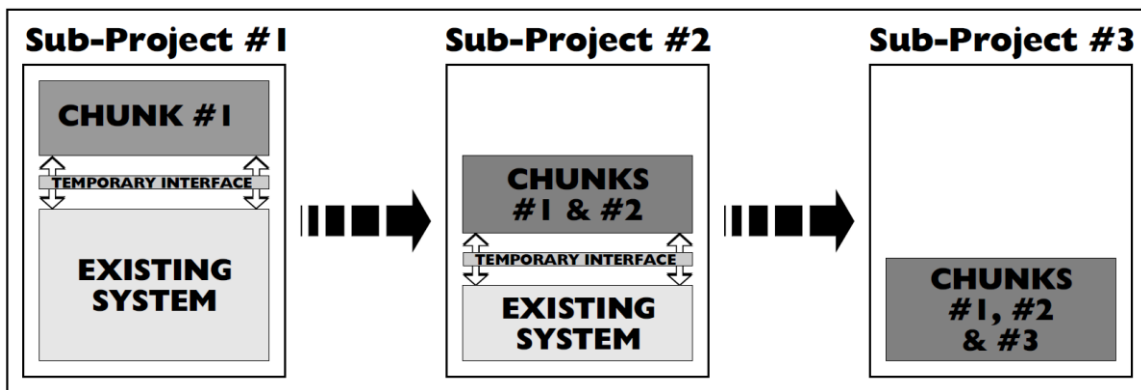 Sub-Project #1
CHUNK #1
TEMPORARY INTERFACE
EXISTING
SYSTEM
Sub-Project #2
CHUNKS
#1 & #2
TEMPORARY INTERFACE
EXISTING
SYSTEM
Sub-Project #3
CHUNKS
#1, #2
& #3